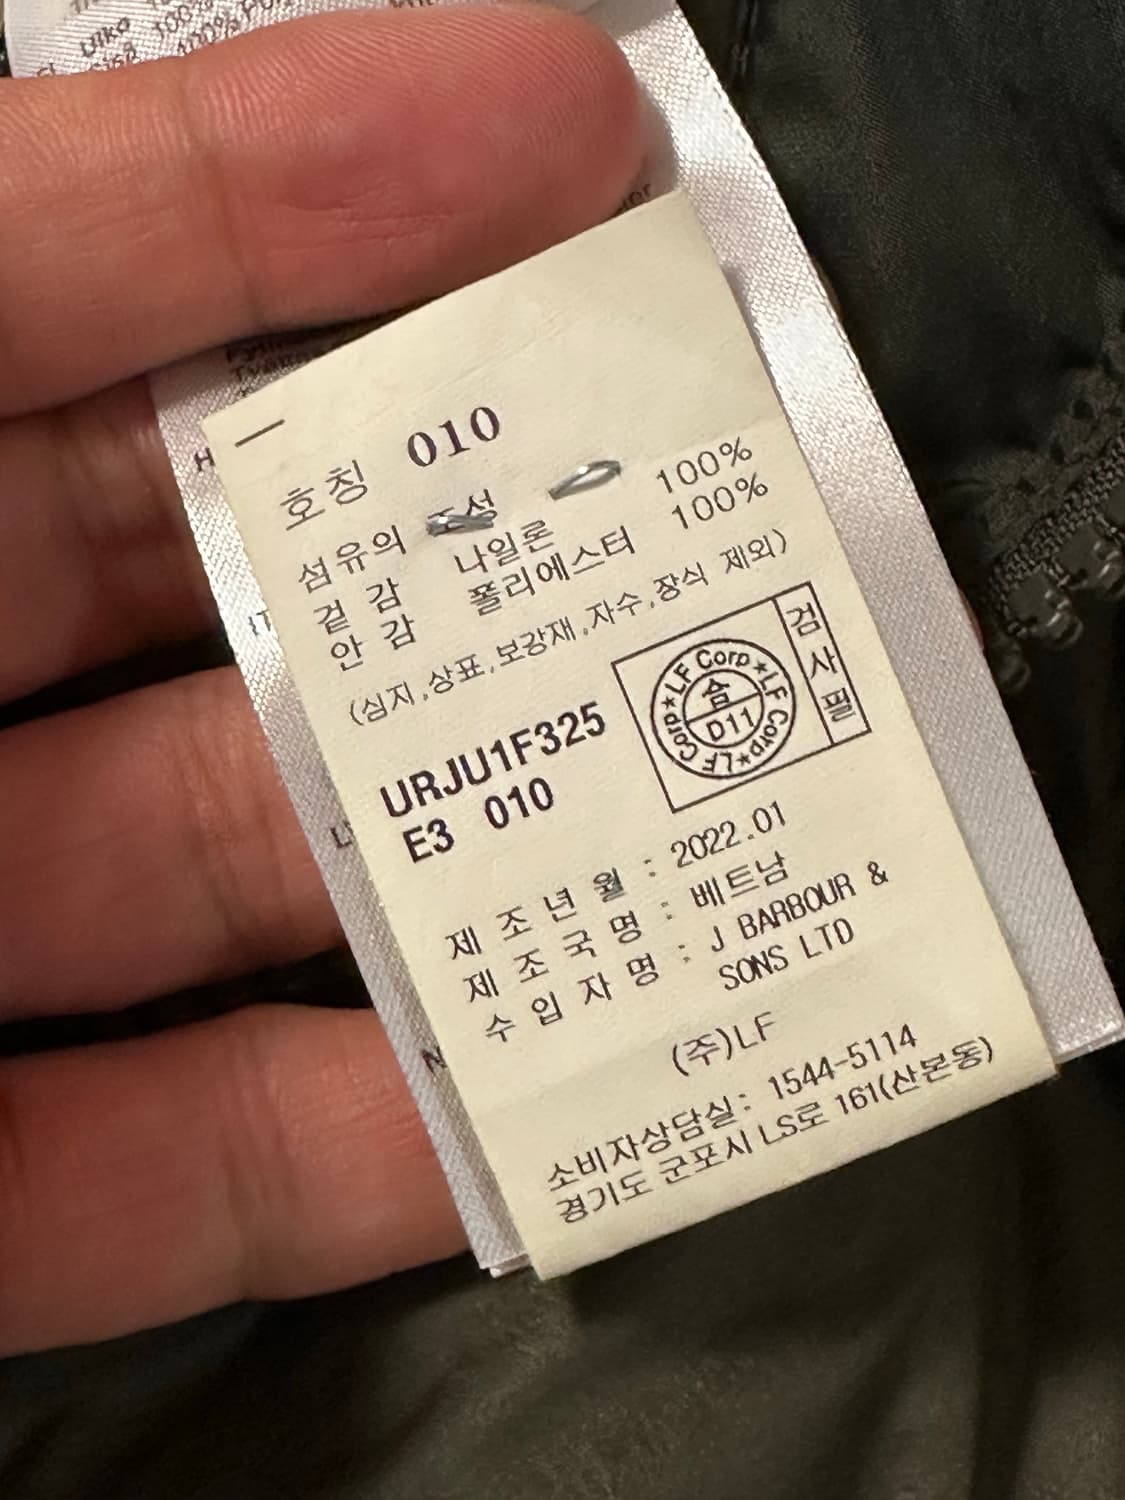 Ulko
100%
100%
호칭 010
섬유의 조성
겉 감 나일론 100%
안 감 폴리에스터 100%
(심지,상표,보강재,자수,장식 제외)
URJU1F325
E3 010
LF Corp★LF Corp★LF Corp★
合
D11
검사필
제 조 년 월 : 2022.01
제 조 국 명 : 베트남
수 입 자 명 : J BARBOUR &
SONS LTD
(주)LF
소비자상담실: 1544-5114
경기도 군포시 LS로 161(산본동)